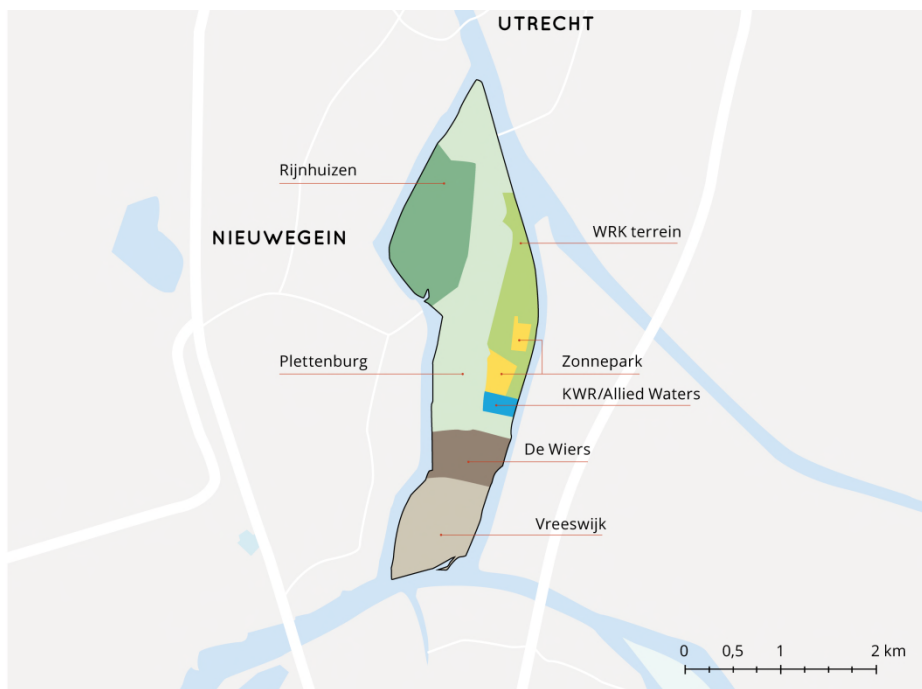 UTRECHT
Rijnhuizen
NIEUWEGEIN
WRK terrein
Plettenburg
Zonnepark
KWR/Allied Waters
De Wiers
Vreeswijk
0 0,5 1 2 km